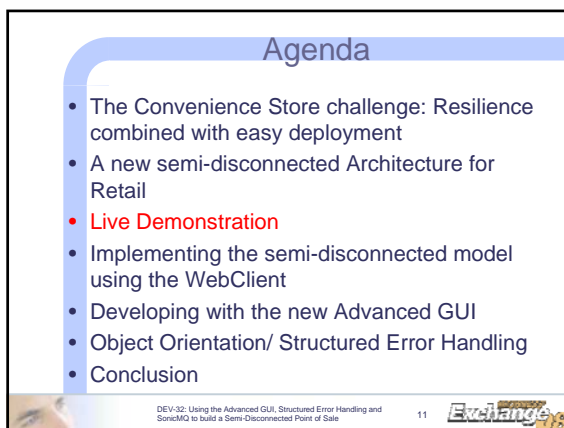 Agenda
• The Convenience Store challenge: Resilience
combined with easy deployment
• A new semi-disconnected Architecture for
Retail
• Live Demonstration
• Implementing the semi-disconnected model
using the WebClient
• Developing with the new Advanced GUI
• Object Orientation/ Structured Error Handling
• Conclusion
DEV-32: Using the Advanced GUI, Structured Error Handling and
SonicMQ to build a Semi-Disconnected Point of Sale
11
Exchange